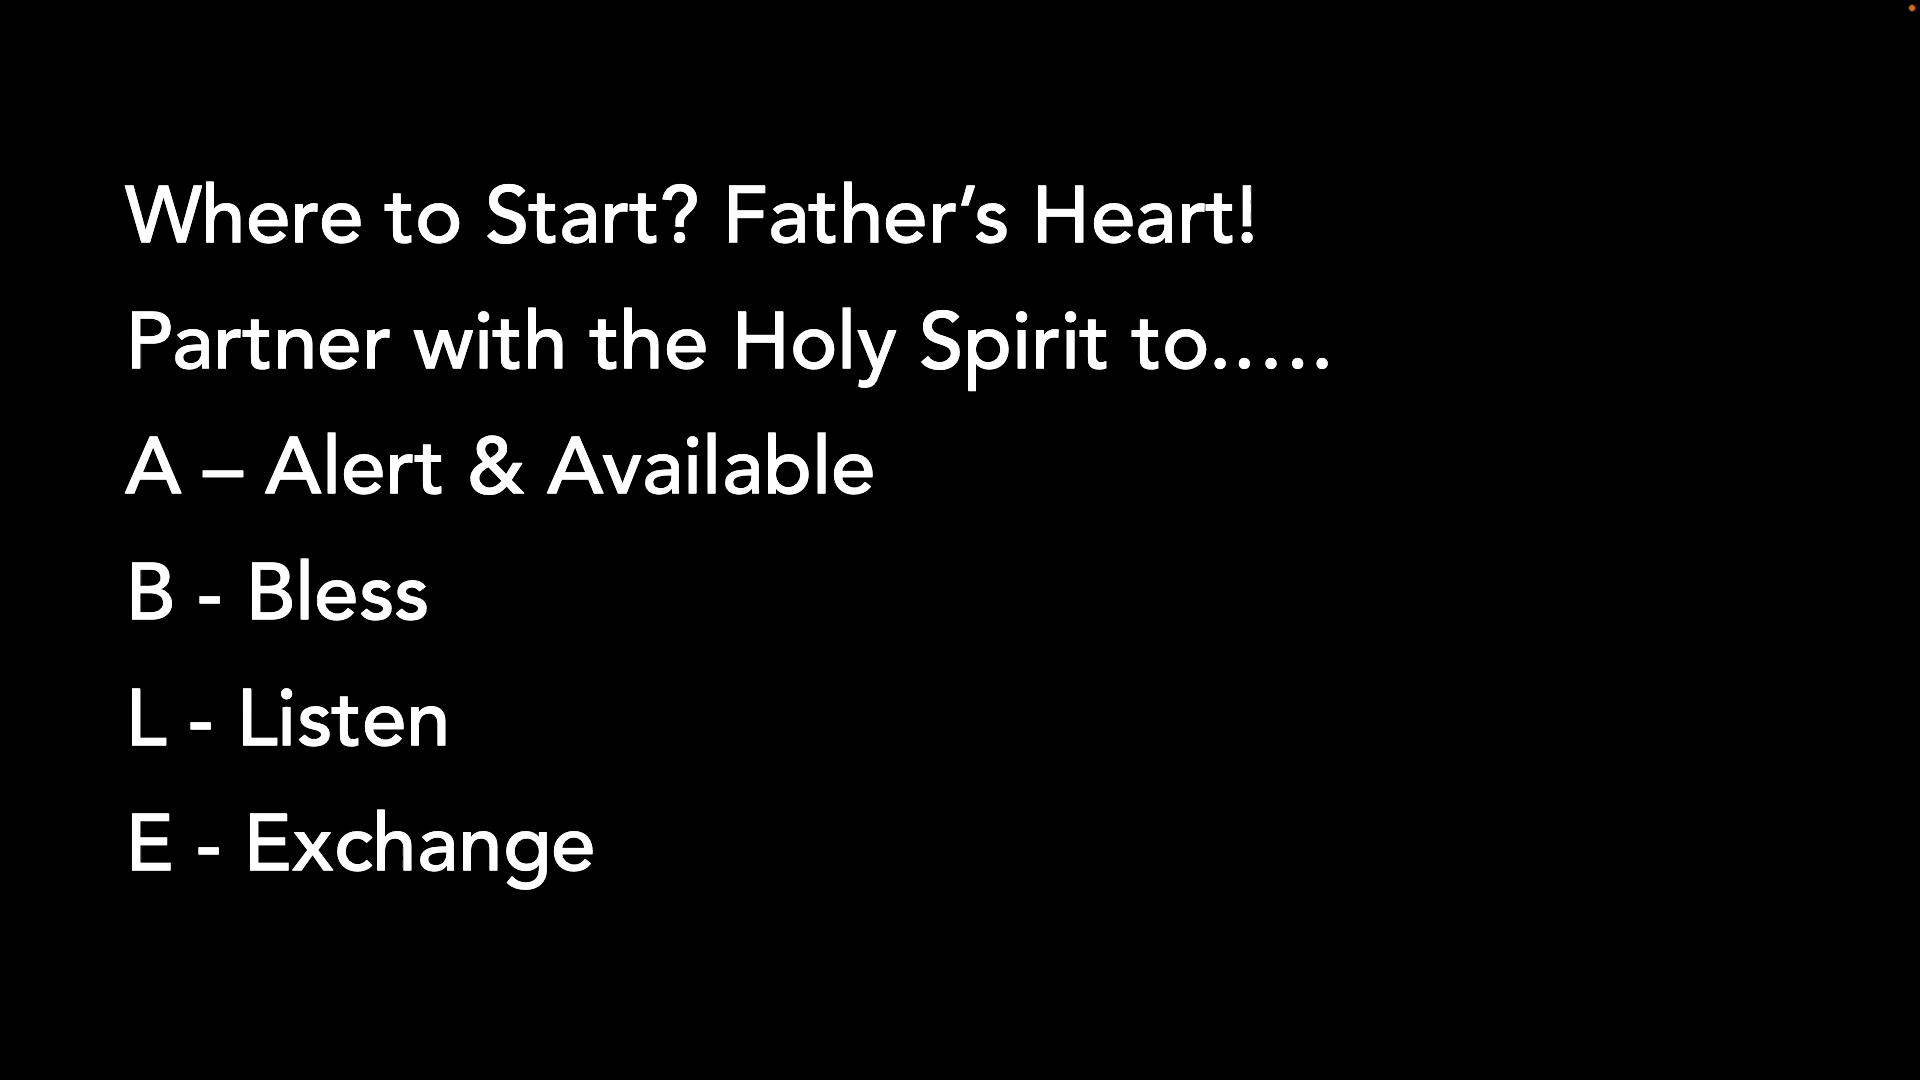 Where to Start? Father’s Heart!
Partner with the Holy Spirit to…..
A – Alert & Available
B - Bless
L - Listen
E - Exchange